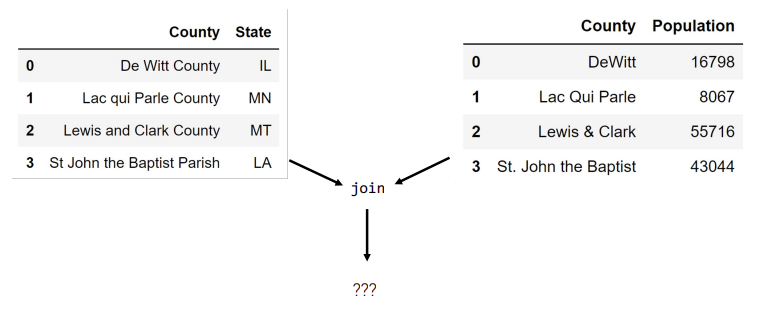 County State
0 De Witt County IL
1 Lac qui Parle County MN
2 Lewis and Clark County MT
3 St John the Baptist Parish LA
County Population
0 DeWitt 16798
1 Lac Qui Parle 8067
2 Lewis & Clark 55716
3 St. John the Baptist 43044
join
???